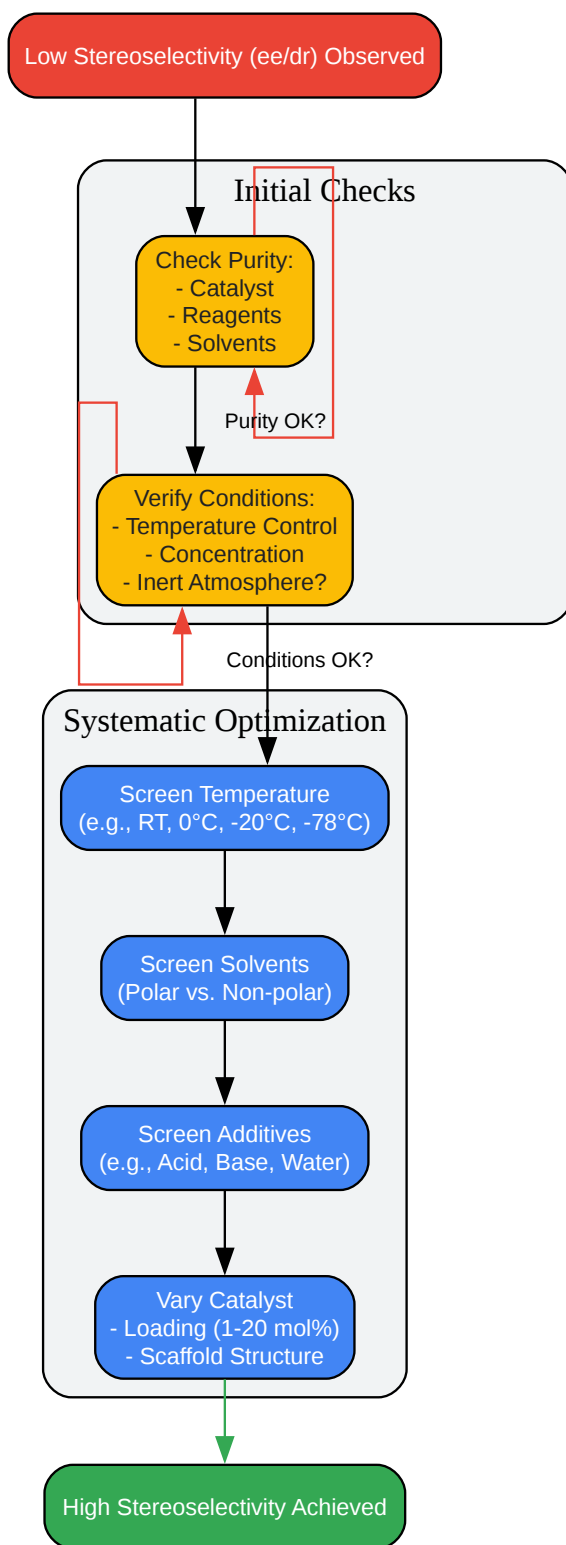 Low Stereoselectivity (ee/dr) Observed
Initial Checks
Check Purity:
- Catalyst
- Reagents
- Solvents
Purity OK?
Verify Conditions:
- Temperature Control
- Concentration
- Inert Atmosphere?
Conditions OK?
Systematic Optimization
Screen Temperature
(e.g., RT, 0°C, -20°C, -78°C)
Screen Solvents
(Polar vs. Non-polar)
Screen Additives
(e.g., Acid, Base, Water)
Vary Catalyst
- Loading (1-20 mol%)
- Scaffold Structure
High Stereoselectivity Achieved